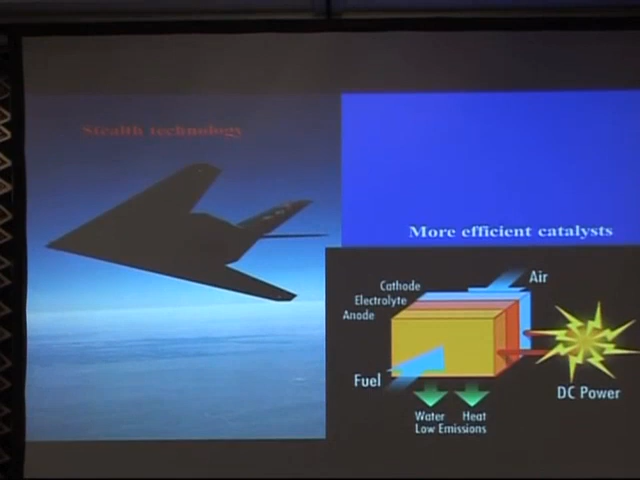 Stealth technology
More efficient catalysts
Air
Cathode
Electrolyte
Anode
Fuel
DC Power
Water Heat
Low Emissions